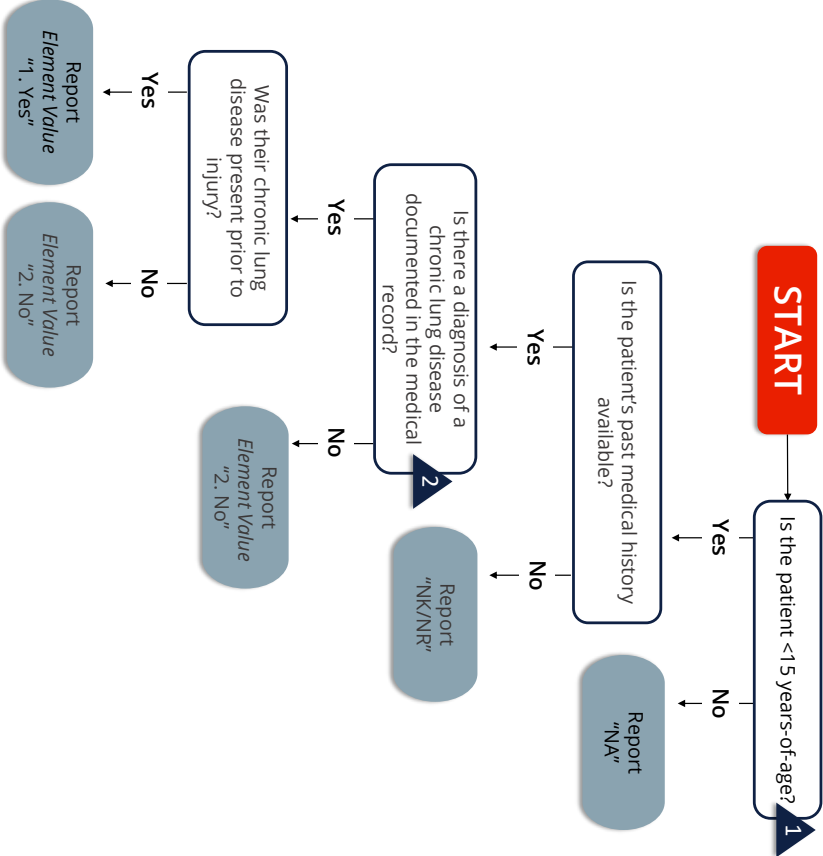 START
Is the patient <15 years-of-age?
1
Yes
No
Report
“NA”
Is the patient’s past medical history
available?
Yes
No
Report
“NK/NR”
Is there a diagnosis of a
chronic lung disease
documented in the medical
record?
2
Yes
No
Report
Element Value
“2. No”
Was their chronic lung
disease present prior to
injury?
Yes
No
Report
Element Value
“1. Yes”
Report
Element Value
“2. No”